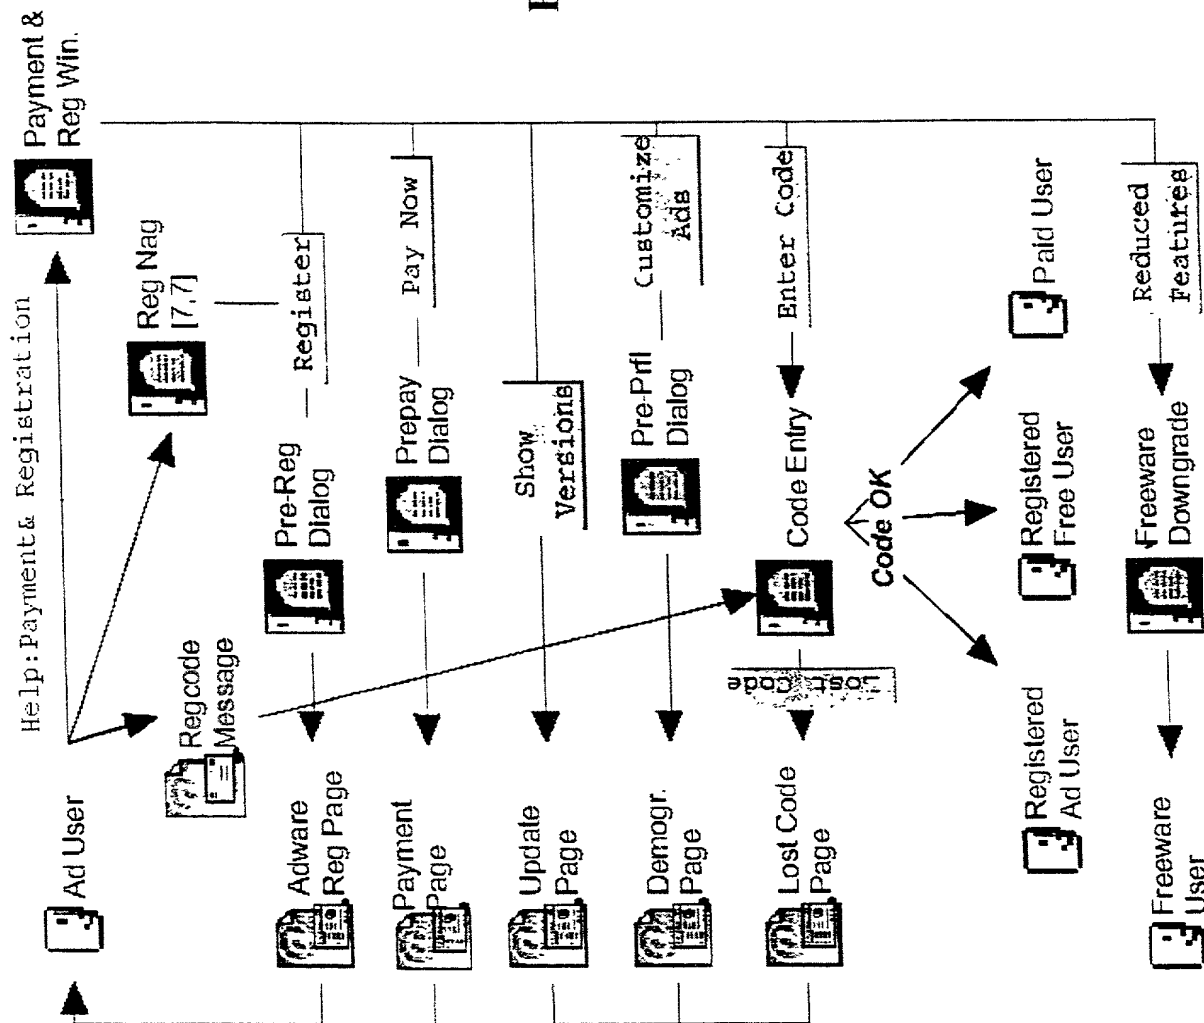 Help:Payment& Registration
Ad User
Payment &
Reg Win.
Reg Nag
[7,7]
Regcode
Message
Adware
Reg Page
Pre-Reg
Dialog
Register
Payment
Page
Prepay
Dialog
Pay Now
Update
Page
Show
Versions
Demogr.
Page
Pre-Prfl
Dialog
Customize
Ads
Lost Code
Page
Lost Code
Code Entry
Enter Code
Code OK
Registered
Ad User
Registered
Free User
Paid User
Freeware
User
Freeware
Downgrade
Reduced
Features